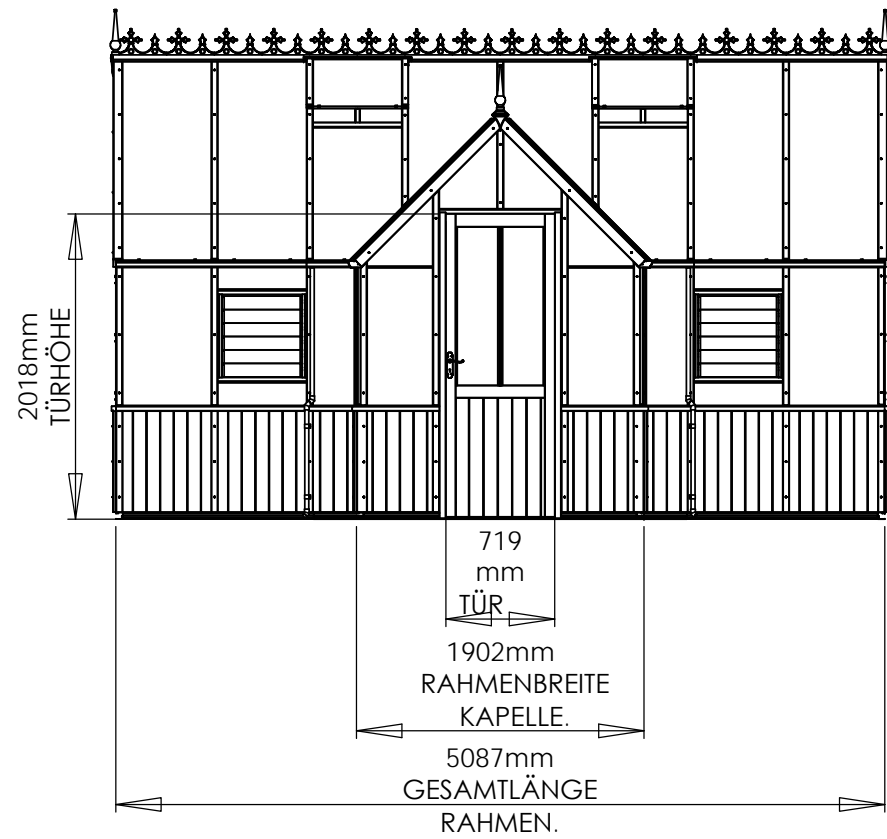 2018mm
TÜRHÖHE
719
mm
TÜR
1902mm
RAHMENBREITE
KAPELLE.
5087mm
GESAMTLÄNGE
RAHMEN.